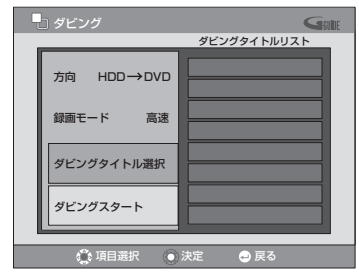 ダビング
GGUIDE
ダビングタイトルリスト
方向 HDD→DVD
録画モード 高速
ダビングタイトル選択
ダビングスタート
項目選択 決定 戻る